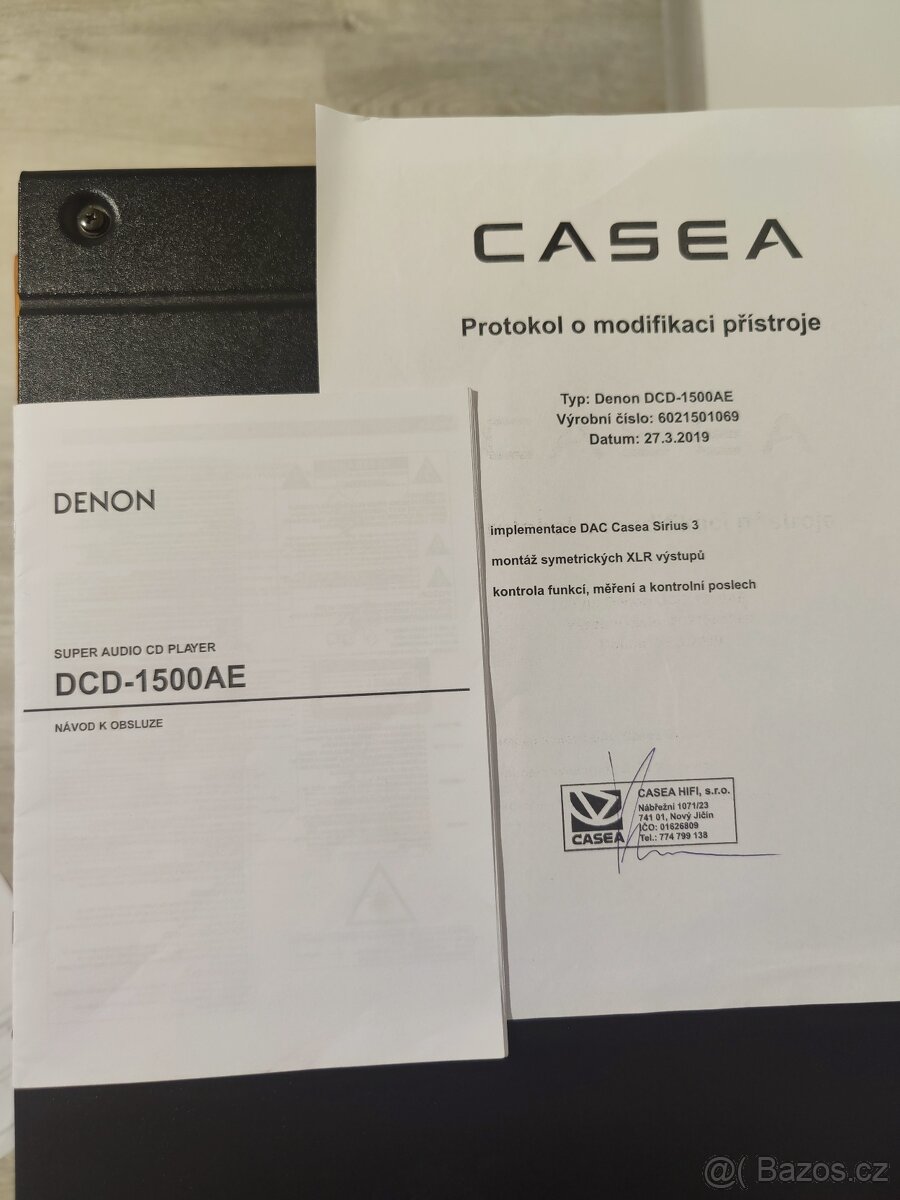 CASEA
Protokol o modifikaci přístroje
Typ: Denon DCD-1500AE
Výrobní číslo: 6021501069
Datum: 27.3.2019
implementace DAC Casea Sirius 3
montáž symetrických XLR výstupů
kontrola funkcí, měření a kontrolní poslech
CASEA
CASEA HIFI, s.r.o.
Nábřežní 1071/23
741 01, Nový Jičín
IČO: 01626809
Tel.: 774 799 138
DENON
SUPER AUDIO CD PLAYER
DCD-1500AE
NÁVOD K OBSLUZE
@( Bazos.cz